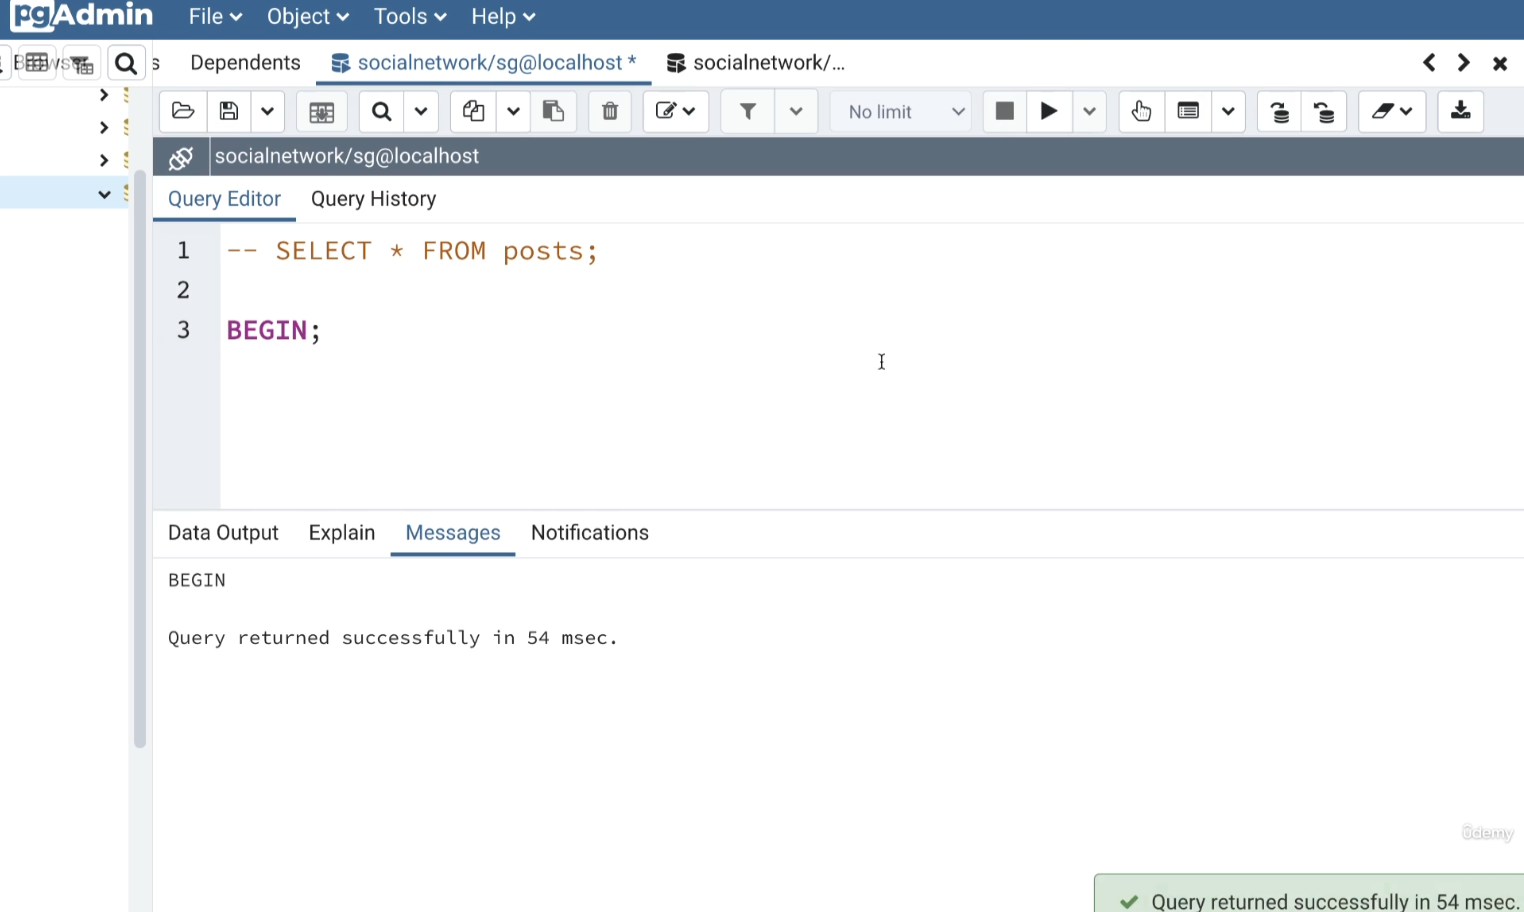 pgAdmin File Object Tools Help
Dependents socialnetwork/sg@localhost * socialnetwork/...
No limit
socialnetwork/sg@localhost
Query Editor Query History
1 -- SELECT * FROM posts;
2
3 BEGIN;
Data Output Explain Messages Notifications
BEGIN
Query returned successfully in 54 msec.
ûdemy
Query returned successfully in 54 msec.